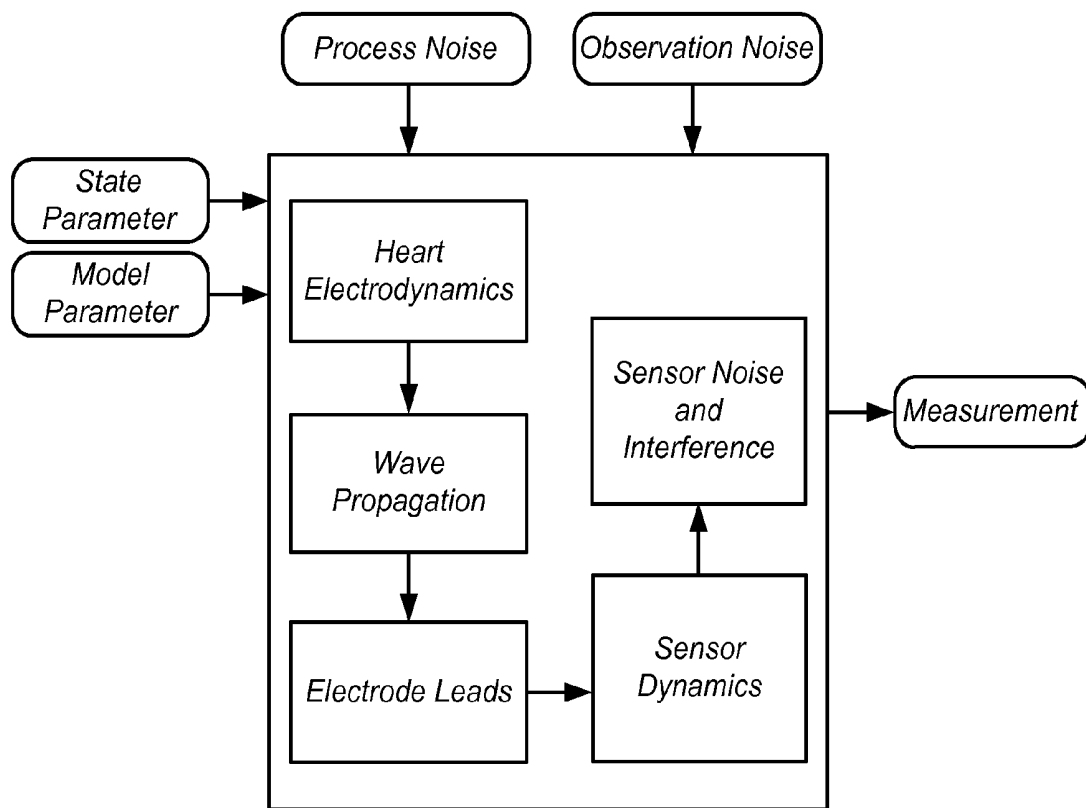 Process Noise
Observation Noise
State
Parameter
Model
Parameter
Heart
Electrodynamics
Wave
Propagation
Electrode Leads
Sensor
Dynamics
Sensor Noise
and
Interference
Measurement